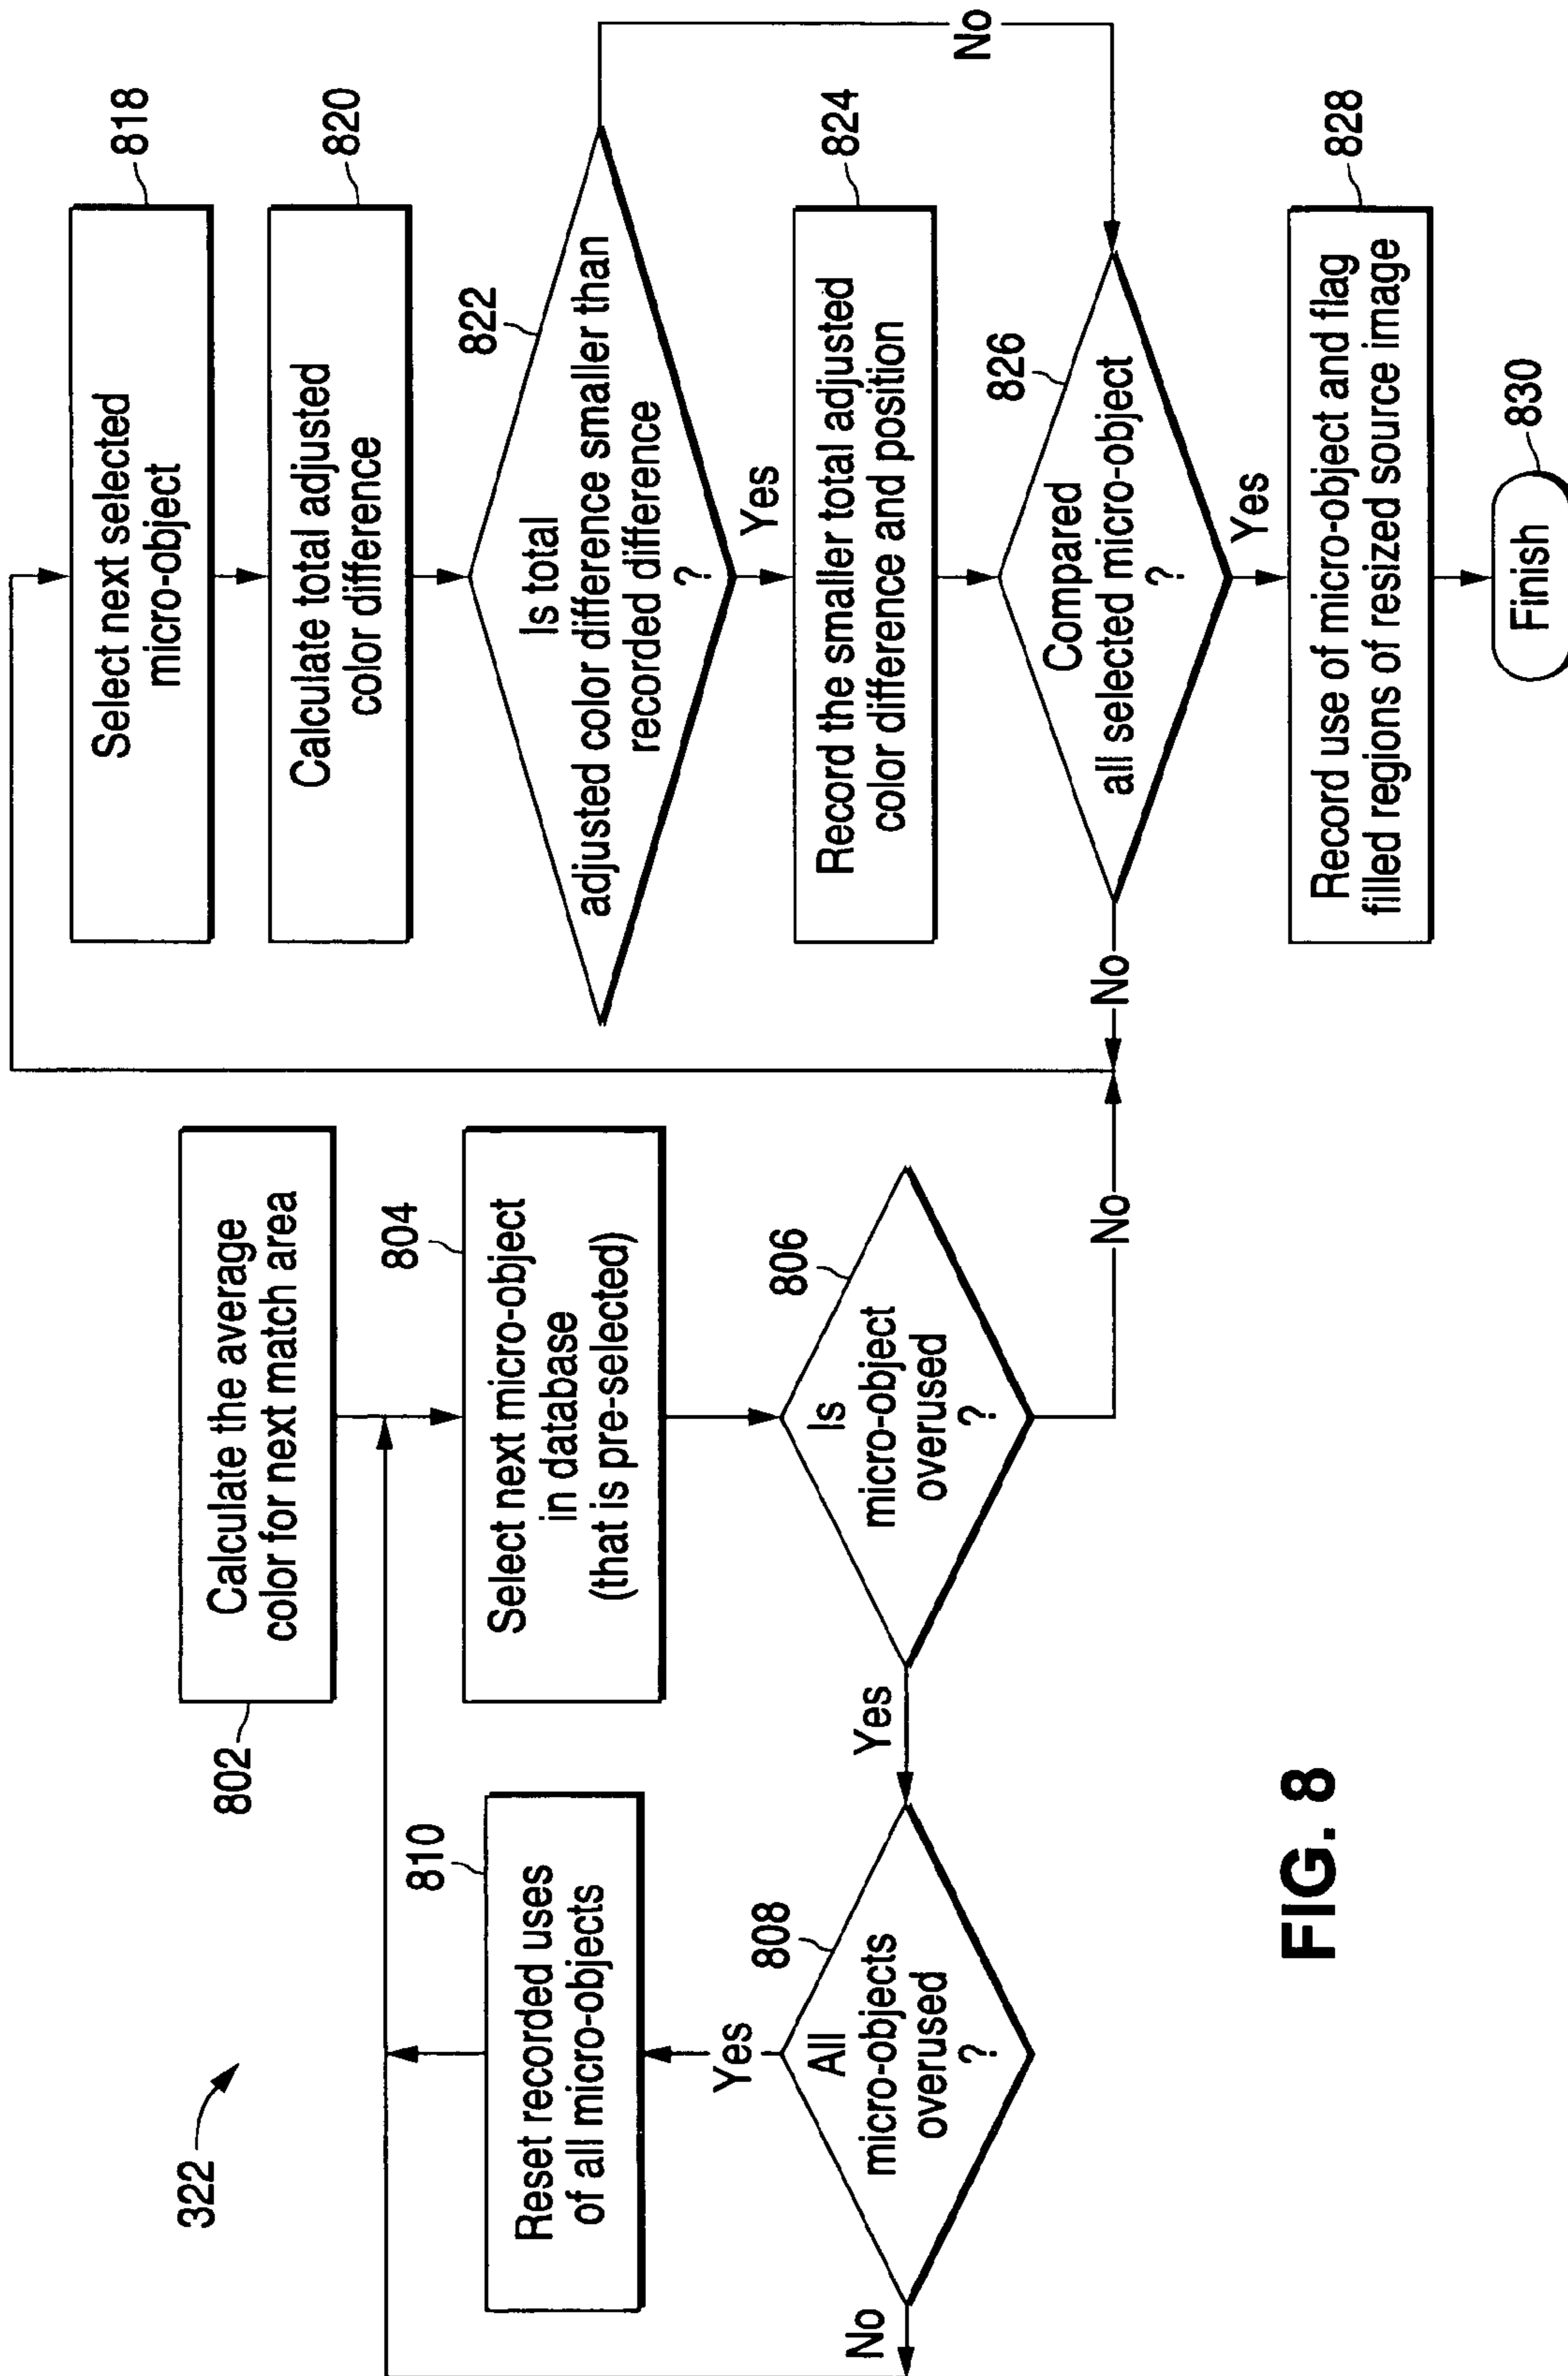 322
802
Calculate the average
color for next match area
804
Select next micro-object
in database
(that is pre-selected)
806
Is
micro-object
overused
?
Yes
No
808
All
micro-objects
overused
?
Yes
No
810
Reset recorded uses
of all micro-objects
818
Select next selected
micro-object
820
Calculate total adjusted
color difference
822
Is total
adjusted color difference smaller than
recorded difference
?
Yes
No
824
Record the smaller total adjusted
color difference and position
826
Compared
all selected micro-object
?
No
Yes
828
Record use of micro-object and flag
filled regions of resized source image
Finish
830
FIG. 8